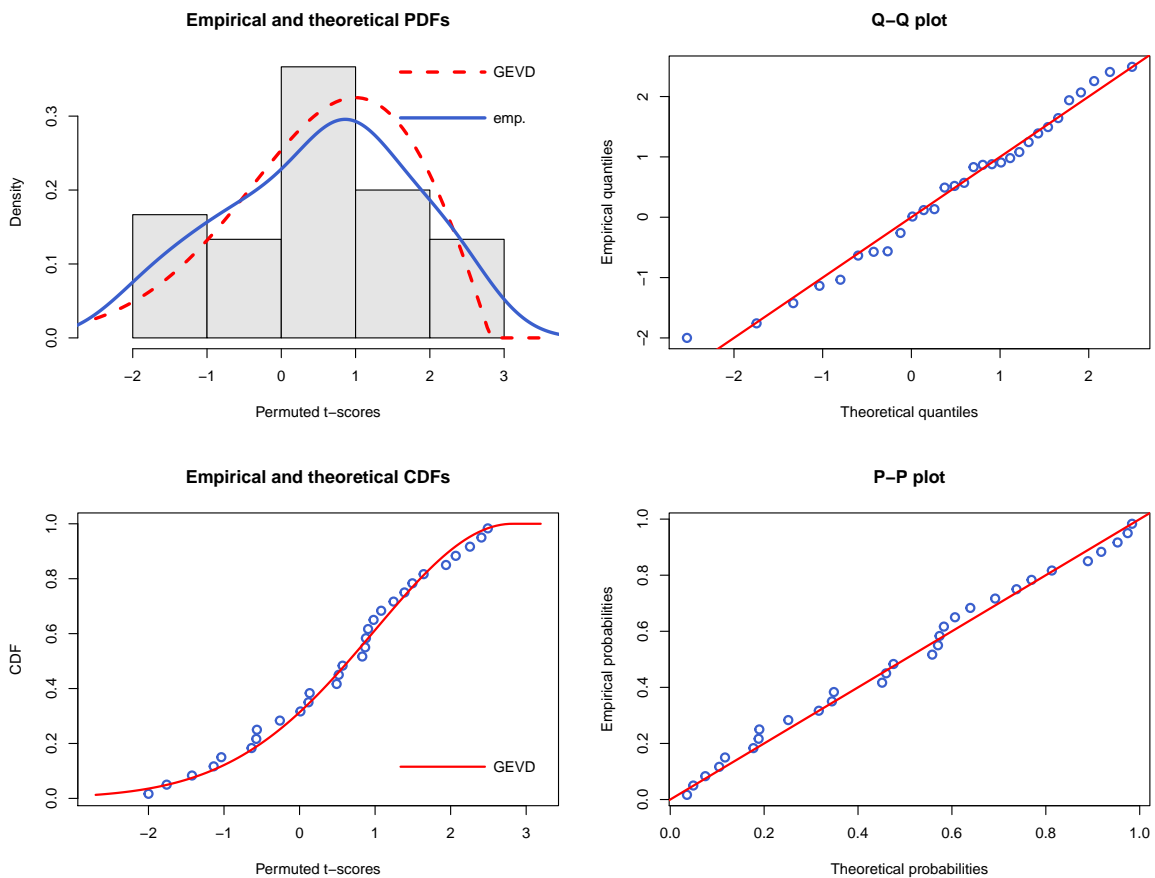 Empirical and theoretical PDFs
Density
0.0 0.1 0.2 0.3
GEVD
emp.
−2 −1 0 1 2 3
Permuted t−scores
Q−Q plot
Empirical quantiles
−2 −1 0 1 2
−2 −1 0 1 2
Theoretical quantiles
Empirical and theoretical CDFs
CDF
0.0 0.2 0.4 0.6 0.8 1.0
GEVD
−2 −1 0 1 2 3
Permuted t−scores
P−P plot
Empirical probabilities
0.0 0.2 0.4 0.6 0.8 1.0
0.0 0.2 0.4 0.6 0.8 1.0
Theoretical probabilities